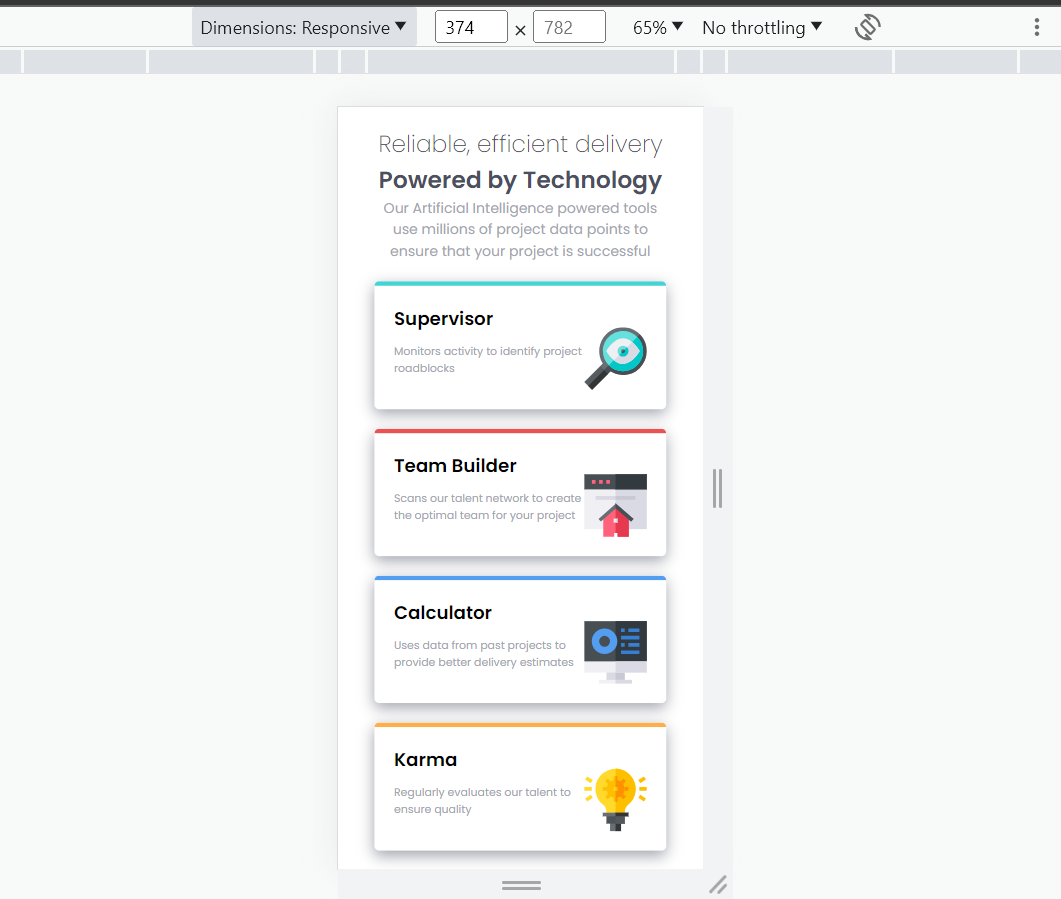 Dimensions: Responsive 374 × 782 65% No throttling
Reliable, efficient delivery
Powered by Technology
Our Artificial Intelligence powered tools
use millions of project data points to
ensure that your project is successful
Supervisor
Monitors activity to identify project
roadblocks
Team Builder
Scans our talent network to create
the optimal team for your project
Calculator
Uses data from past projects to
provide better delivery estimates
Karma
Regularly evaluates our talent to
ensure quality